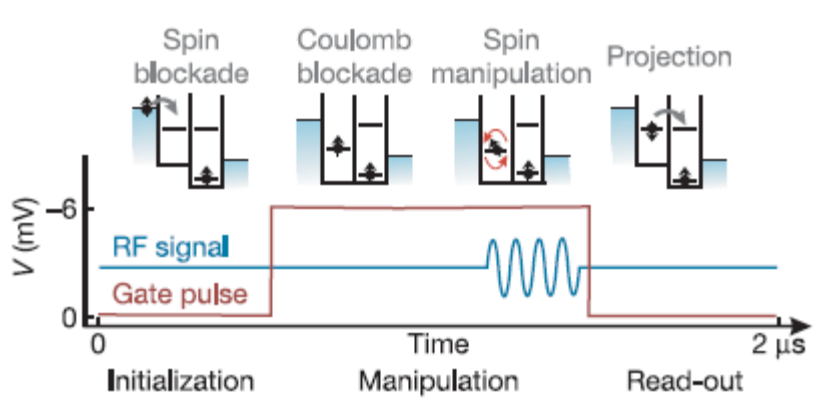 Spin
blockade
Coulomb
blockade
Spin
manipulation
Projection
V (mV)
–6
0
RF signal
Gate pulse
0
Time
2 μs
Initialization
Manipulation
Read-out